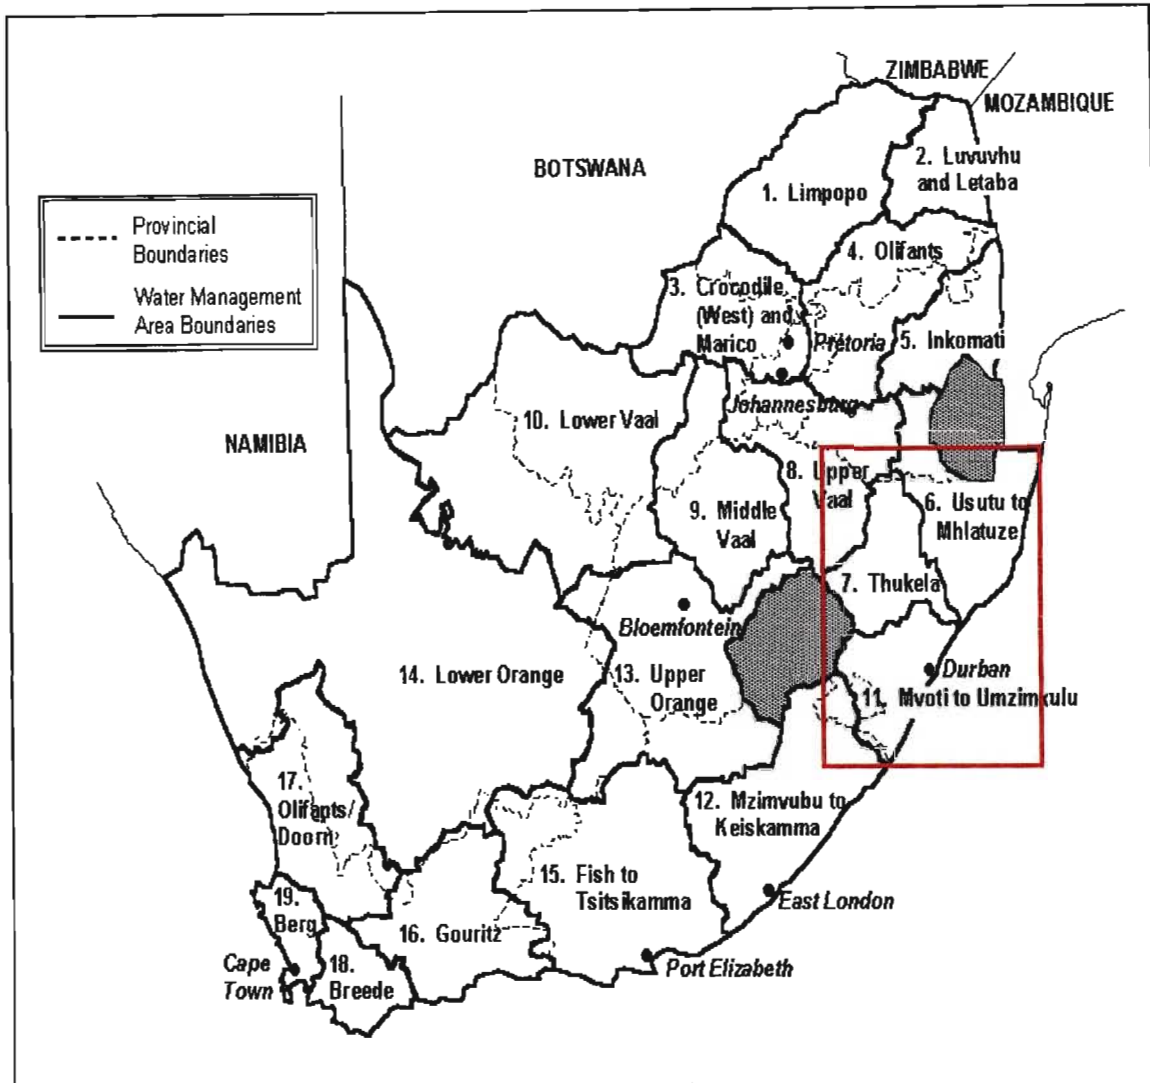 ZIMBABWE
MOZAMBIQUE
BOTSWANA
2. Luvuvhu
and Letaba
1. Limpopo
Provincial
Boundaries
Water Management
Area Boundaries
4. Olifants
3. Crocodile
(West) and
Marico
Pretoria
5. Inkomati
Johannesburg
10. Lower Vaal
NAMIBIA
8. Upper
Vaal
9. Middle
Vaal
6. Usutu to
Mhlatuze
7. Thukela
Bloemfontein
14. Lower Orange
13. Upper
Orange
Durban
11. Mvoti to Umzimkulu
17.
Olifants/
Doorn
12. Mzimvubu to
Keiskamma
15. Fish to
Tsitsikamma
East London
19.
Berg
16. Gouritz
Cape
Town
18.
Breede
Port Elizabeth